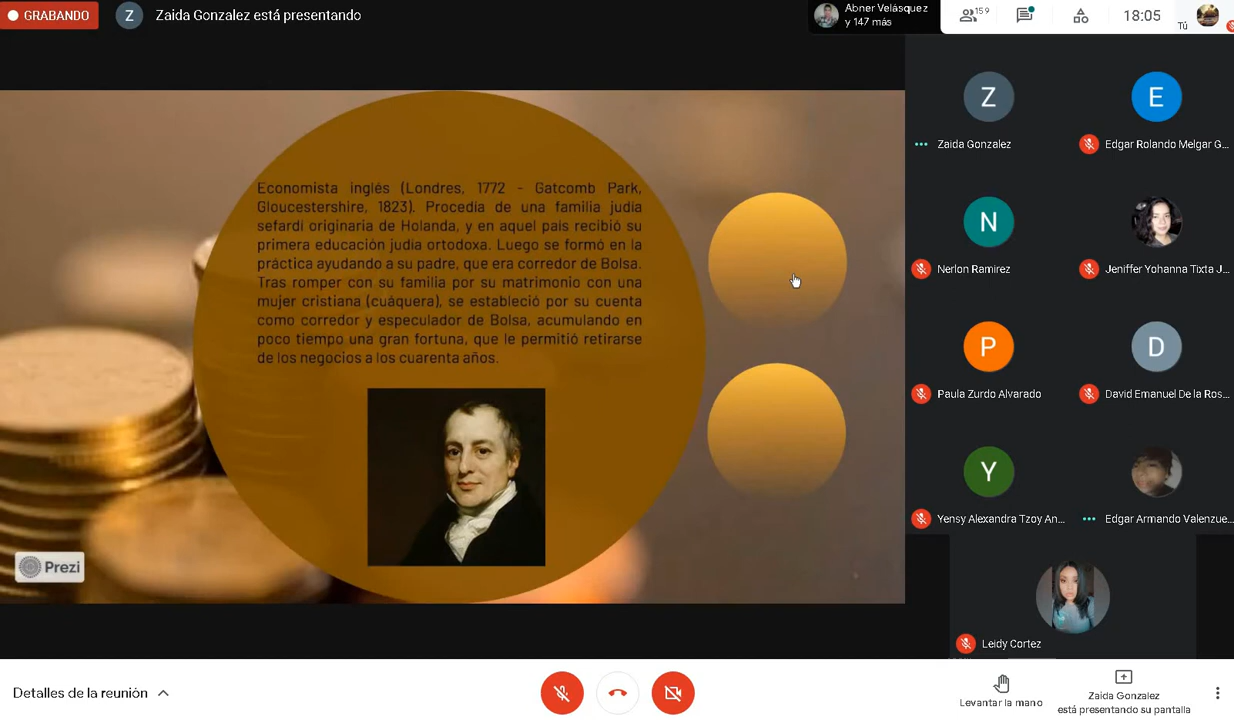 GRABANDO
Z
Zaida Gonzalez está presentando
Abner Velásquez
y 147 más
159
18:05
Tú
Economista inglés (Londres, 1772 - Gatcomb Park,
Gloucestershire, 1823). Procedía de una familia judía
sefardí originaria de Holanda, y en aquel país recibió su
primera educación judía ortodoxa. Luego se formó en la
práctica ayudando a su padre, que era corredor de Bolsa.
Tras romper con su familia por su matrimonio con una
mujer cristiana (cuáquera), se estableció por su cuenta
como corredor y especulador de Bolsa, acumulando en
poco tiempo una gran fortuna, que le permitió retirarse
de los negocios a los cuarenta años.
Prezi
Z
Zaida Gonzalez
E
Edgar Rolando Melgar G...
N
Nerlon Ramirez
Jeniffer Yohanna Tixta J...
P
Paula Zurdo Alvarado
D
David Emanuel De la Ros...
Y
Yensy Alexandra Tzoy An...
Edgar Armando Valenzue...
Leidy Cortez
Detalles de la reunión
Levantar la mano
Zaida Gonzalez
está presentando su pantalla